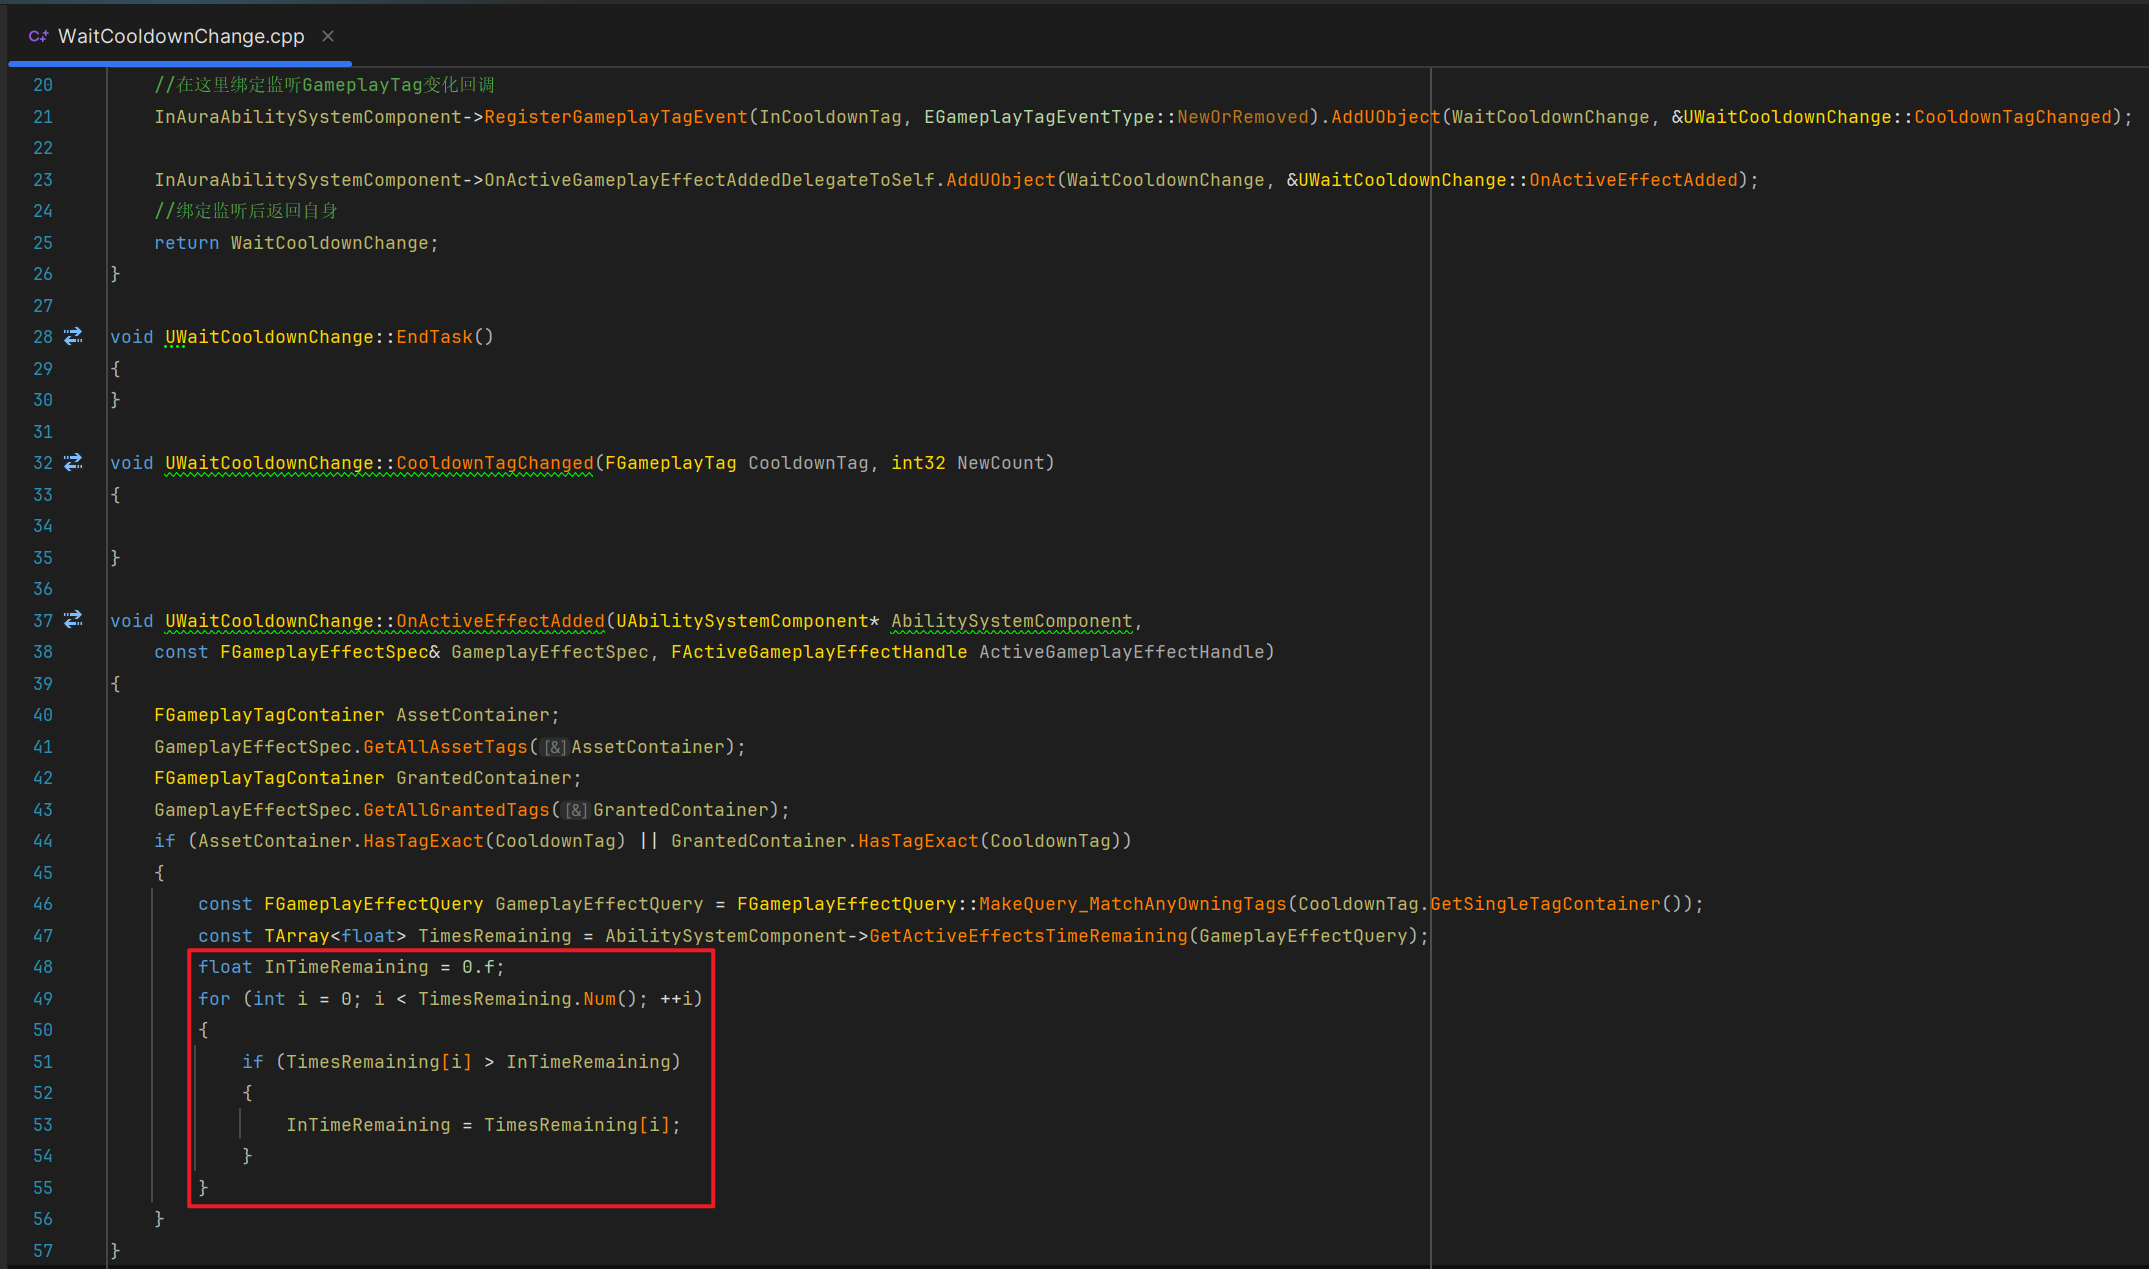 C+ WaitCooldownChange.cpp ×
20 //在这里绑定监听GameplayTag变化回调
21 InAuraAbilitySystemComponent->RegisterGameplayTagEvent(InCooldownTag, EGameplayTagEventType::NewOrRemoved).AddUObject(WaitCooldownChange, &UWaitCooldownChange::CooldownTagChanged);
22
23 InAuraAbilitySystemComponent->OnActiveGameplayEffectAddedDelegateToSelf.AddUObject(WaitCooldownChange, &UWaitCooldownChange::OnActiveEffectAdded);
24 //绑定监听后返回自身
25 return WaitCooldownChange;
26 }
27
28 void UWaitCooldownChange::EndTask()
29 {
30 }
31
32 void UWaitCooldownChange::CooldownTagChanged(FGameplayTag CooldownTag, int32 NewCount)
33 {
34
35 }
36
37 void UWaitCooldownChange::OnActiveEffectAdded(UAbilitySystemComponent* AbilitySystemComponent,
38 const FGameplayEffectSpec& GameplayEffectSpec, FActiveGameplayEffectHandle ActiveGameplayEffectHandle)
39 {
40 FGameplayTagContainer AssetContainer;
41 GameplayEffectSpec.GetAllAssetTags([&]AssetContainer);
42 FGameplayTagContainer GrantedContainer;
43 GameplayEffectSpec.GetAllGrantedTags([&]GrantedContainer);
44 if (AssetContainer.HasTagExact(CooldownTag) || GrantedContainer.HasTagExact(CooldownTag))
45 {
46 const FGameplayEffectQuery GameplayEffectQuery = FGameplayEffectQuery::MakeQuery_MatchAnyOwningTags(CooldownTag.GetSingleTagContainer());
47 const TArray<float> TimesRemaining = AbilitySystemComponent->GetActiveEffectsTimeRemaining(GameplayEffectQuery);
48 float InTimeRemaining = 0.f;
49 for (int i = 0; i < TimesRemaining.Num(); ++i)
50 {
51 if (TimesRemaining[i] > InTimeRemaining)
52 {
53 InTimeRemaining = TimesRemaining[i];
54 }
55 }
56 }
57 }